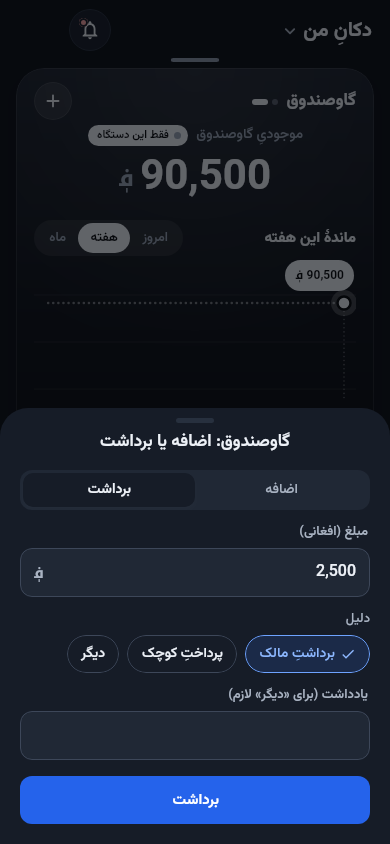 دکانِ من
گاوصندوق
موجودیِ گاوصندوق فقط این دستگاه
90,500 ؋
ماندهٔ این هفته
امروز هفته ماه
90,500 ؋
گاوصندوق: اضافه یا برداشت
اضافه برداشت
مبلغ (افغانی)
2,500 ؋
دلیل
برداشتِ مالک پرداختِ کوچک دیگر
یادداشت (برای «دیگر» لازم)
برداشت